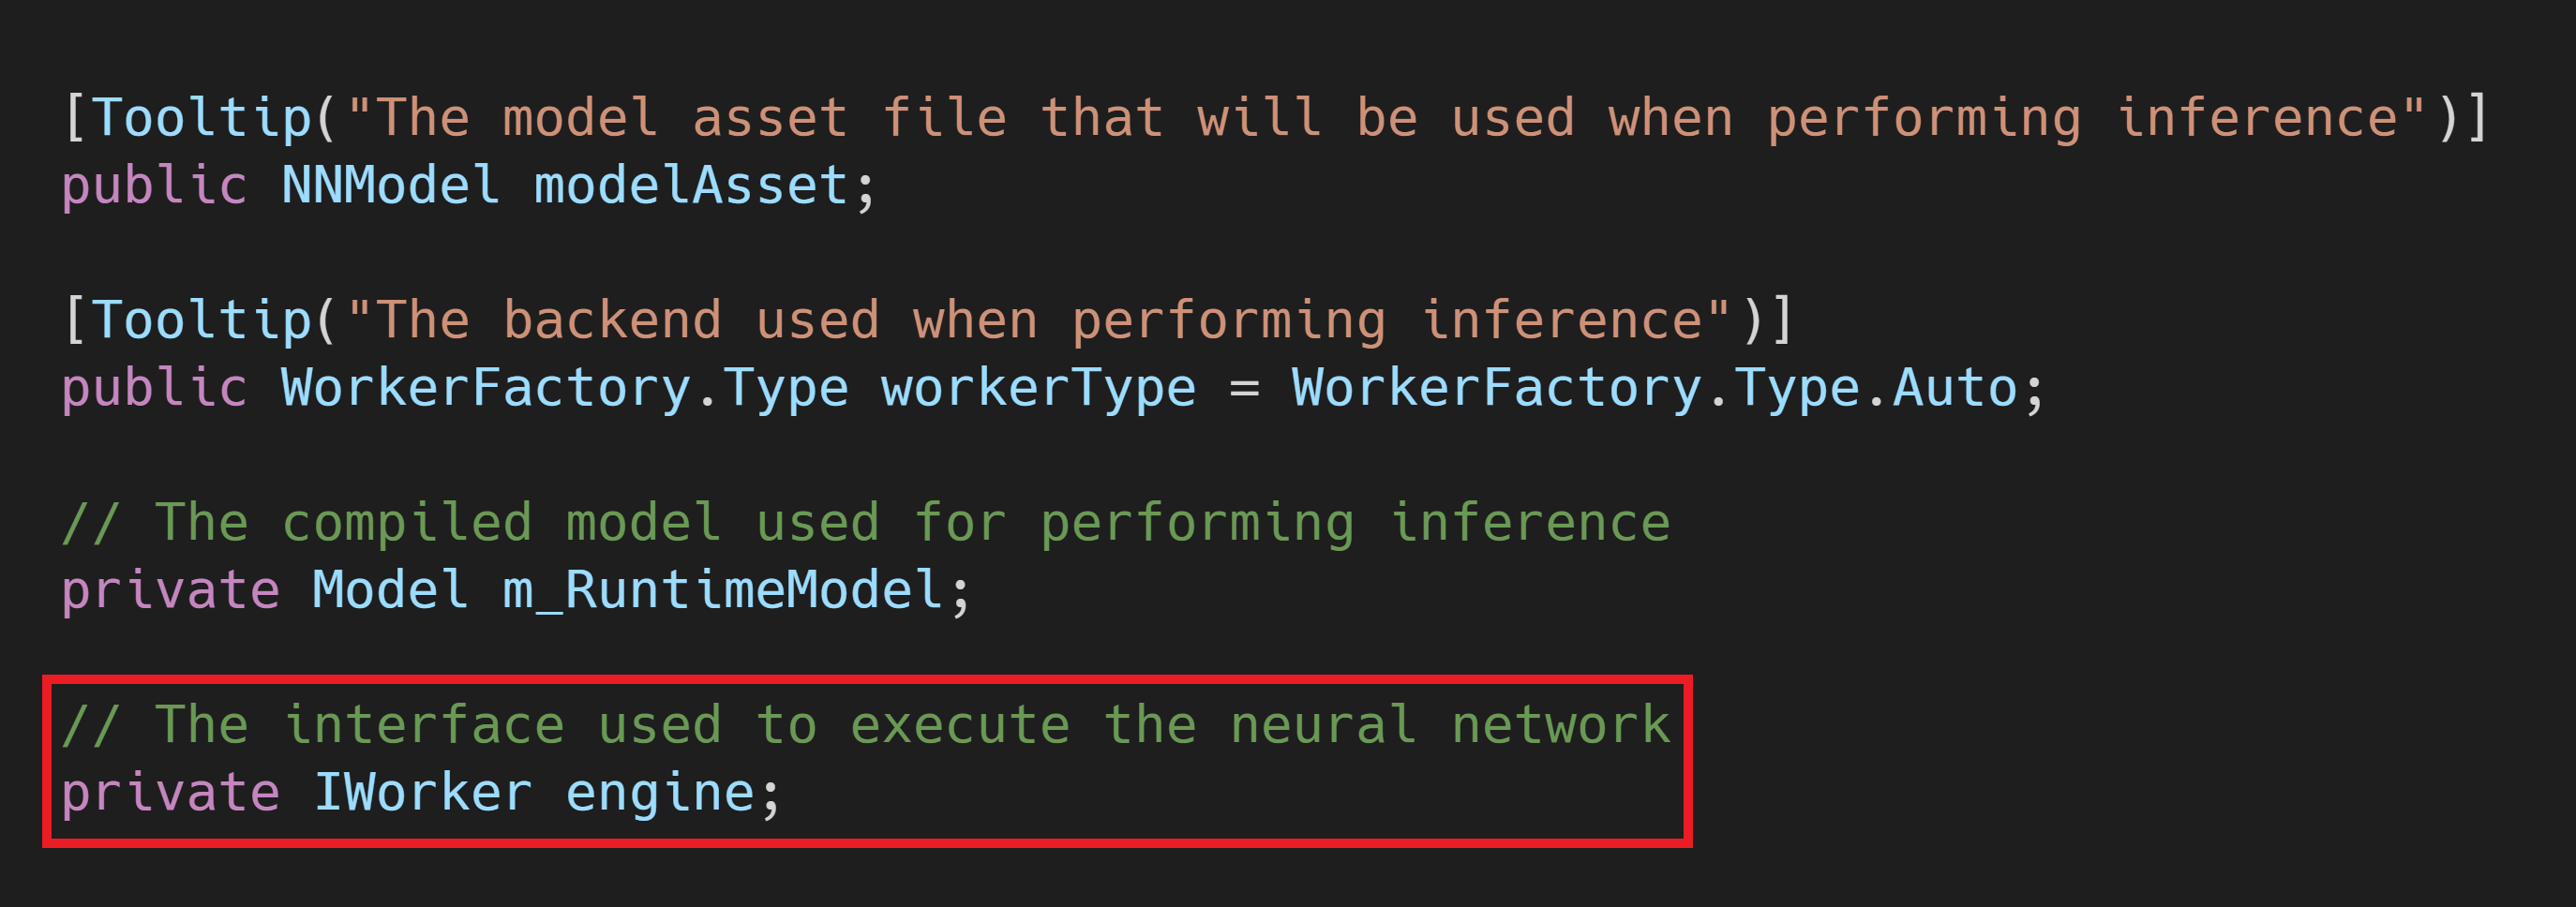 [Tooltip("The model asset file that will be used when performing inference")]
public NNModel modelAsset;
[Tooltip("The backend used when performing inference")]
public WorkerFactory.Type workerType = WorkerFactory.Type.Auto;
// The compiled model used for performing inference
private Model m_RuntimeModel;
// The interface used to execute the neural network
private IWorker engine;